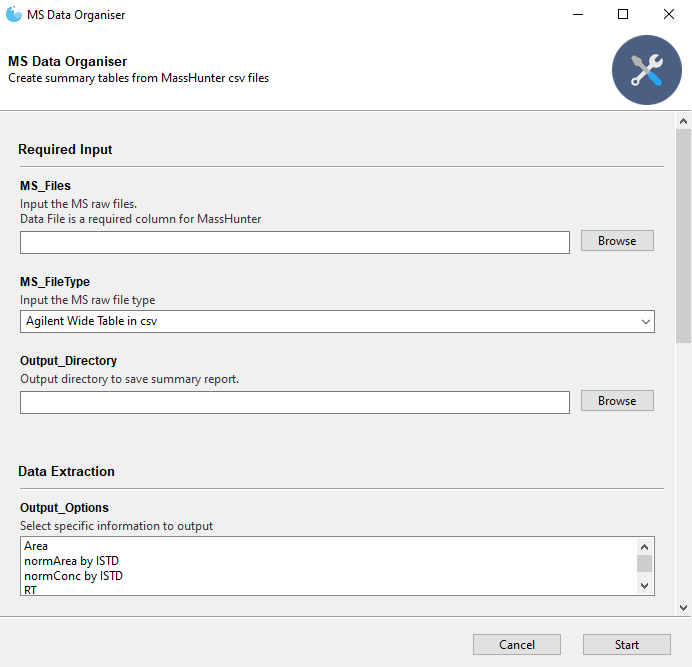 MS Data Organiser
MS Data Organiser
Create summary tables from MassHunter csv files
Required Input
MS_Files
Input the MS raw files.
Data File is a required column for MassHunter
Browse
MS_FileType
Input the MS raw file type
Agilent Wide Table in csv
Output_Directory
Output directory to save summary report.
Browse
Data Extraction
Output_Options
Select specific information to output
Area
normArea by ISTD
normConc by ISTD
RT
Cancel
Start